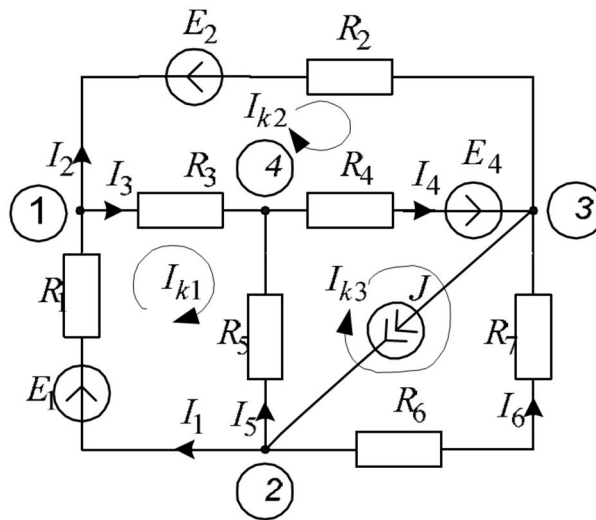 E2 R2
Ik2
I2 I3 R3 4 R4 I4 E4
1 3
R1 Ik1 R5 Ik3 J R7
E1 I1 I5 R6 I6
2